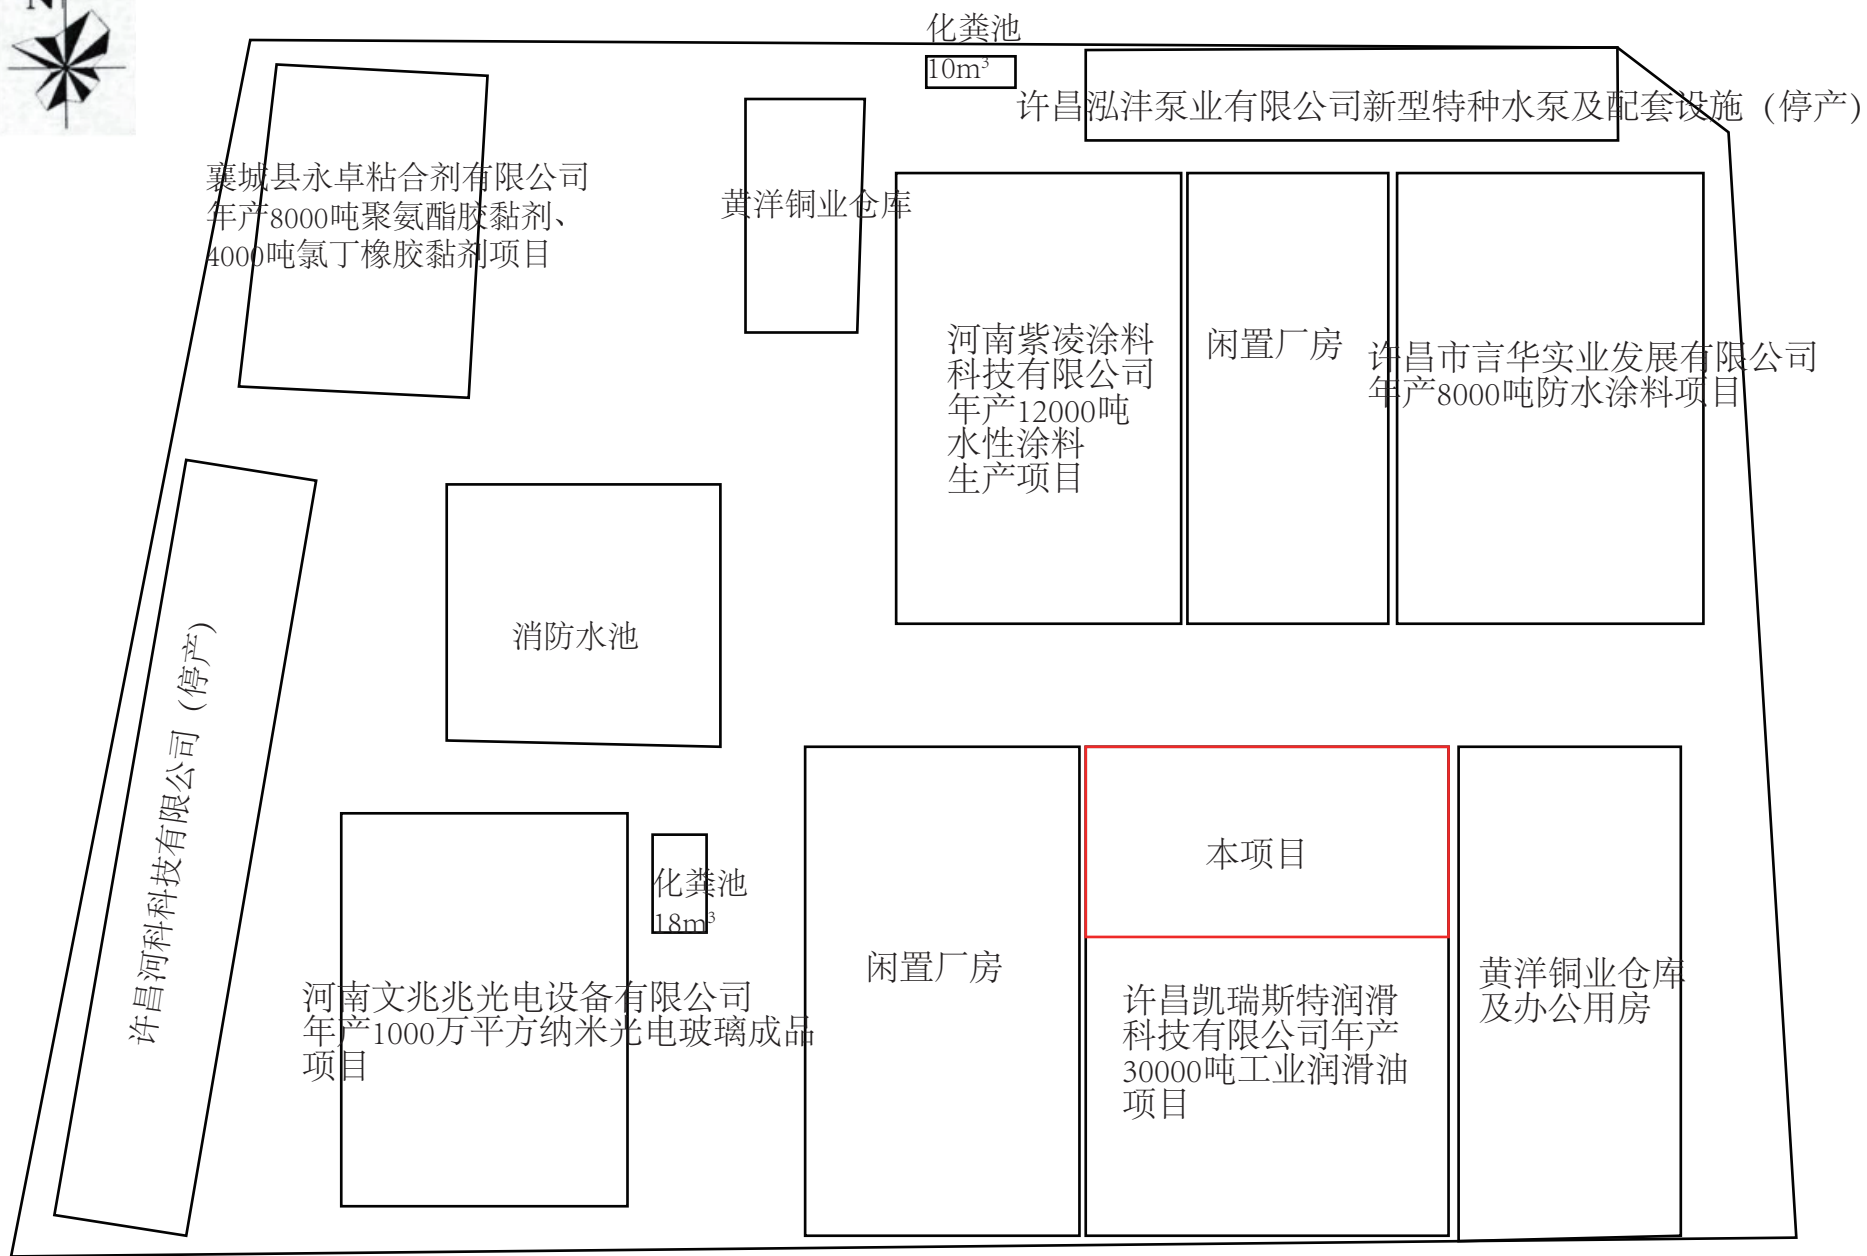 N
化粪池
10m³
许昌泓沣泵业有限公司新型特种水泵及配套设施（停产）
襄城县永卓粘合剂有限公司
年产8000吨聚氨酯胶黏剂、
4000吨氯丁橡胶黏剂项目
黄洋铜业仓库
河南紫凌涂料
科技有限公司
年产12000吨
水性涂料
生产项目
闲置厂房
许昌市言华实业发展有限公司
年产8000吨防水涂料项目
消防水池
许昌河科科技有限公司（停产）
化粪池
18m³
本项目
闲置厂房
河南文兆兆光电设备有限公司
年产1000万平方纳米光电玻璃成品
项目
许昌凯瑞斯特润滑
科技有限公司年产
30000吨工业润滑油
项目
黄洋铜业仓库
及办公用房